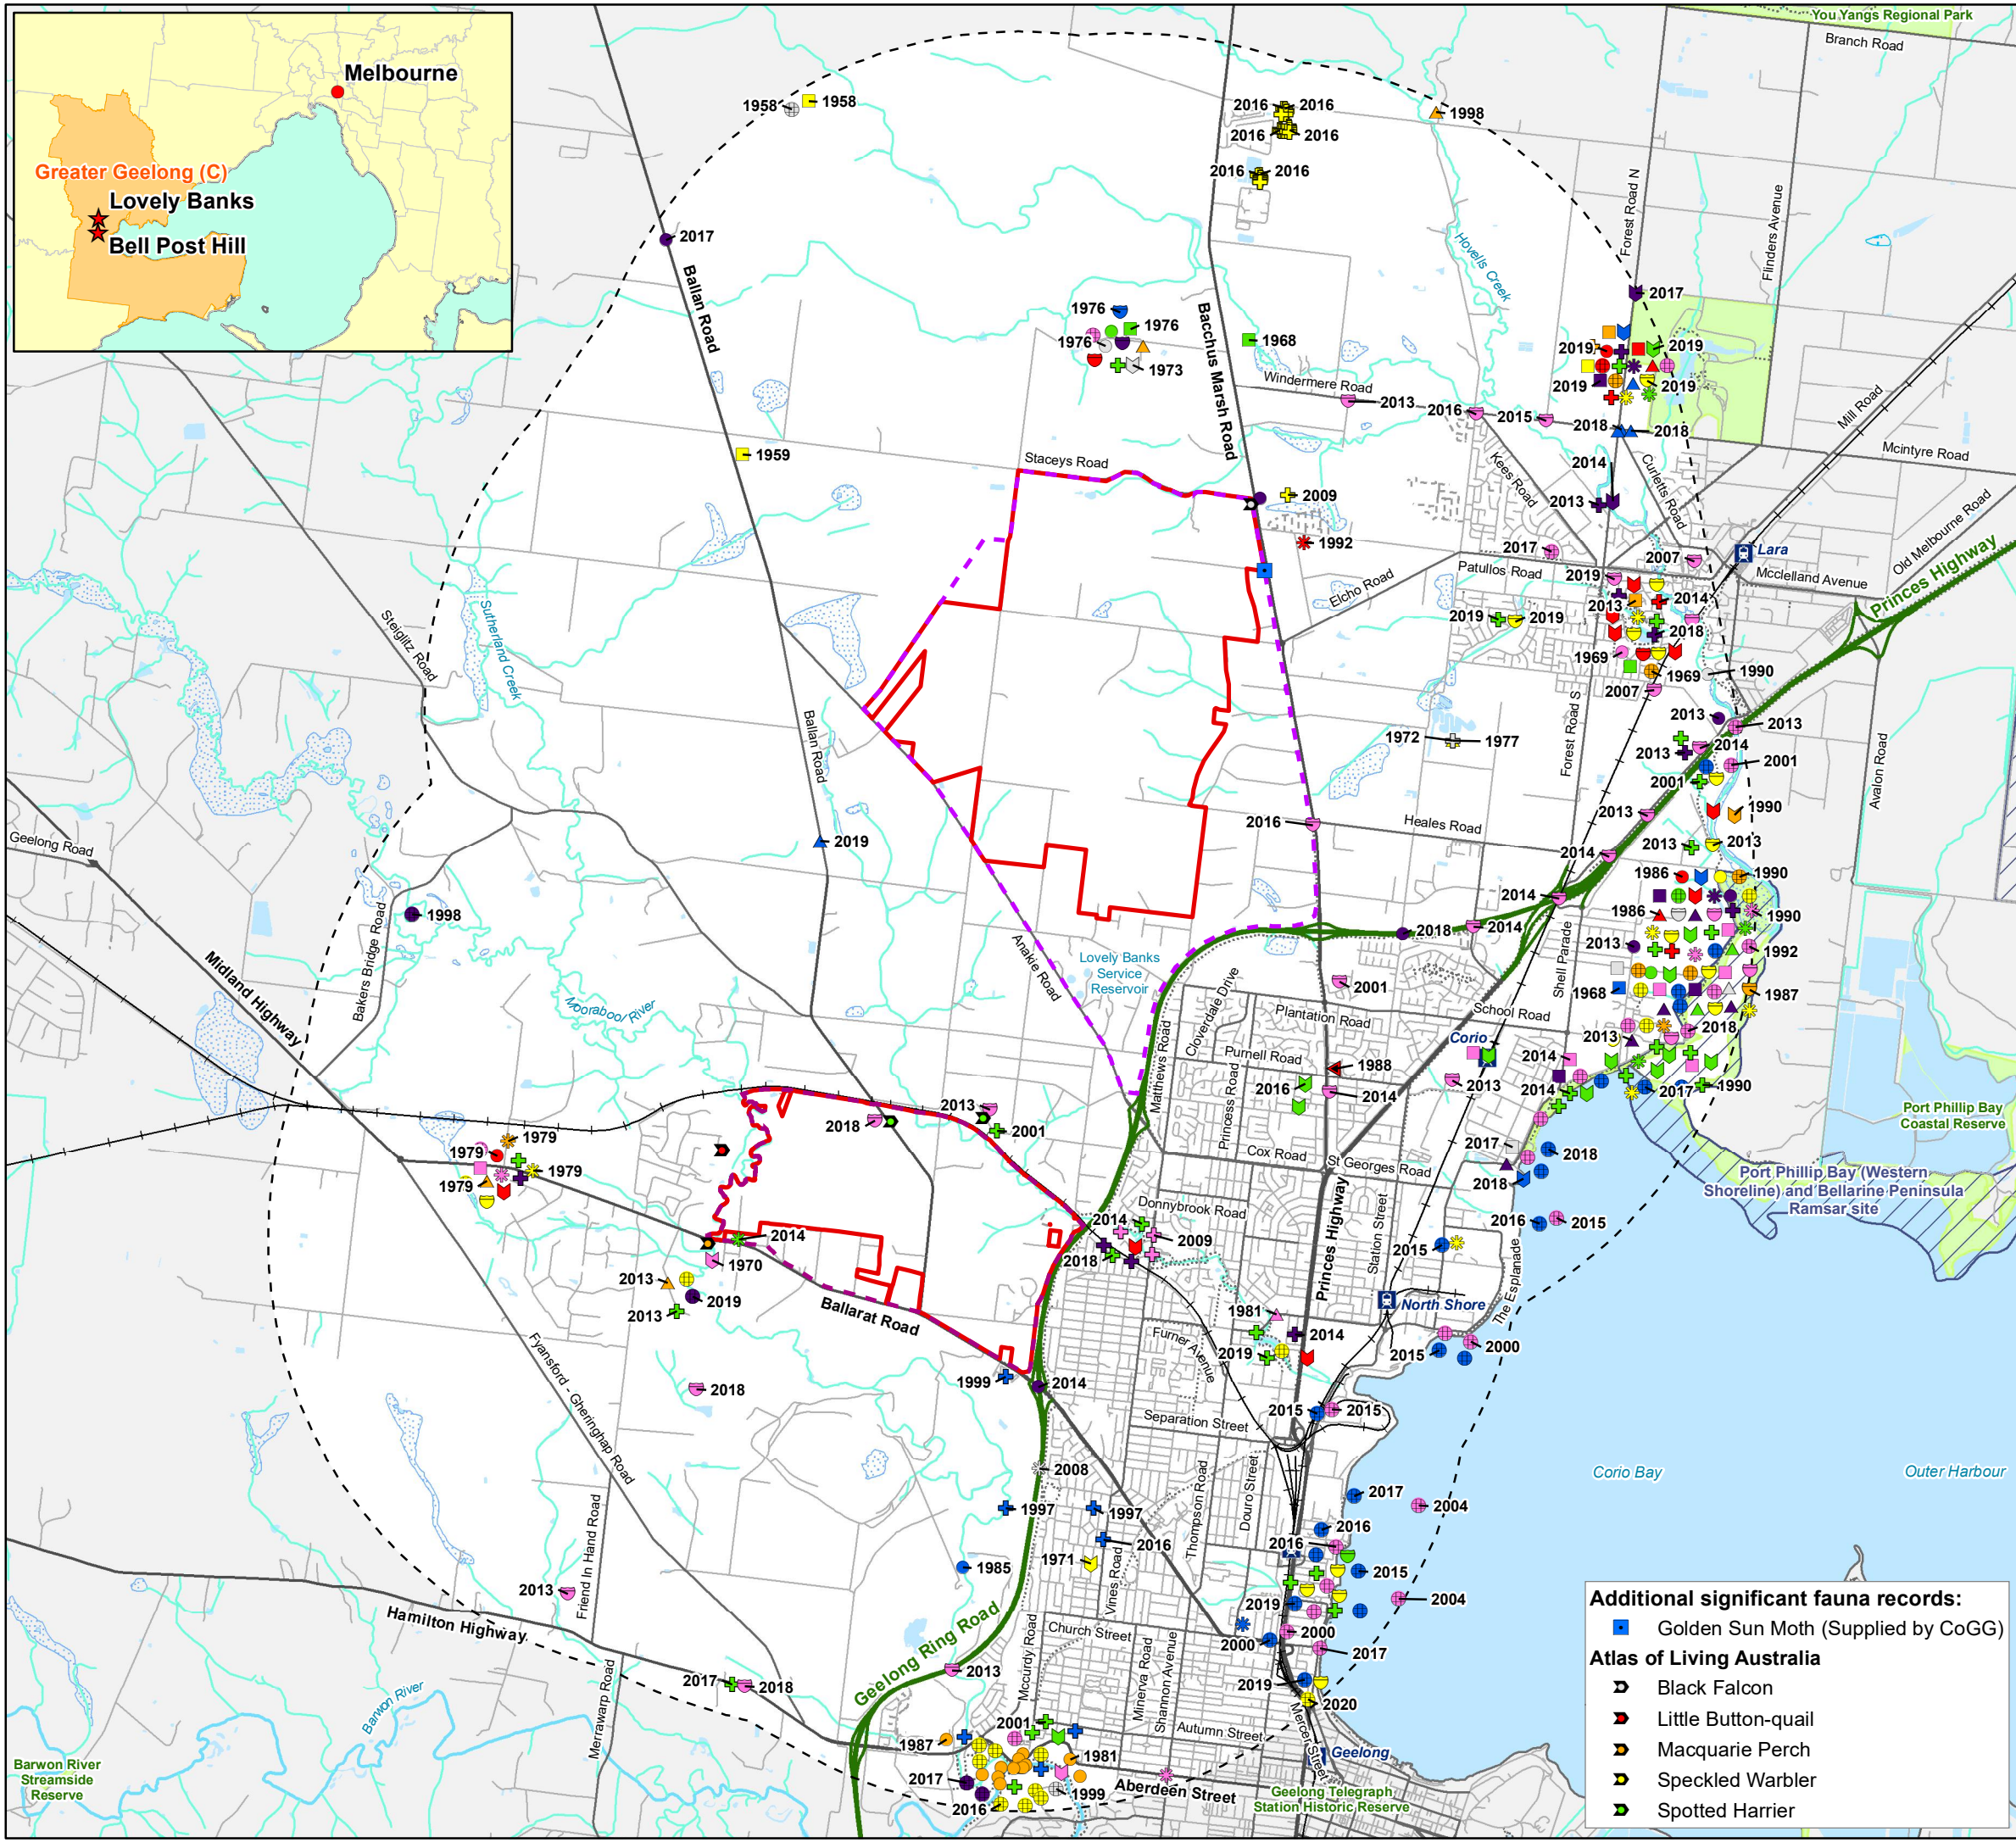 You Yangs Regional Park
Branch Road
Melbourne
Greater Geelong (C)
Lovely Banks
Bell Post Hill
1958
1958
2016
2016
2016
2016
2016
2016
1998
Forest Road N
Flinders Avenue
Hovells Creek
2017
Ballan Road
Bacchus Marsh Road
2017
1976
1976
1976
1973
1968
2019
2019
2019
2019
Windermere Road
2013
2016
2015
2018
2018
Mill Road
Mcintyre Road
1959
Staceys Road
Kees Road
2014
Curletts Road
2013
2009
1992
Old Melbourne Road
2017
2007
Lara
Patullos Road
2019
Mcclelland Avenue
Princes Highway
Elcho Road
2013
2014
2019
2019
2018
Steiglitz Road
Sutherland Creek
1969
1969
1990
2007
Ballan Road
Forest Road S
2013
2013
1972
1977
2013
2014
2001
2001
Avalon Road
2013
1990
2016
Heales Road
2019
2014
2013
2013
Geelong Road
1986
1990
2014
1998
1986
1990
2018
2014
Bakers Bridge Road
Midland Highway
Anakie Road
Lovely Banks
Service
Reservoir
2013
1992
Shell Parade
2001
1968
1987
Moorabool River
Cloverdale Drive
Plantation Road
School Road
2018
2013
Corio
Matthews Road
Purnell Road
1988
2014
2016
2014
2013
2014
2017
1990
Princess Road
Port Phillip Bay
Coastal Reserve
2013
2018
2001
1979
1979
1979
1979
Cox Road
St Georges Road
2017
2018
2018
Port Phillip Bay (Western
Shoreline) and Bellarine Peninsula
Ramsar site
Donnybrook Road
2014
2009
2018
2016
2015
2015
2014
1970
2013
2019
2013
Ballarat Road
Princes Highway
Station Street
The Esplanade
North Shore
1981
2014
2019
Furner Avenue
2015
2000
Fyansford - Gheringhap Road
2018
1999
2014
Separation Street
2015
2015
2008
Thompson Road
Douro Street
Corio Bay
Outer Harbour
1997
1997
2016
1971
2017
2004
2016
2016
2015
1985
Friend In Hand Road
2013
Vines Road
2019
2004
Hamilton Highway
Geelong Ring Road
Church Street
2000
2000
2017
Mccurdy Road
Minerva Road
Shannon Avenue
2013
2017
2018
2019
2020
Merrawarp Road
Barwon River
2001
Autumn Street
Mercer Street
1987
1981
Geelong
2017
1999
Aberdeen Street
2016
Geelong Telegraph
Station Historic Reserve
Barwon River
Streamside
Reserve
Additional significant fauna records:
Golden Sun Moth (Supplied by CoGG)
Atlas of Living Australia
Black Falcon
Little Button-quail
Macquarie Perch
Speckled Warbler
Spotted Harrier